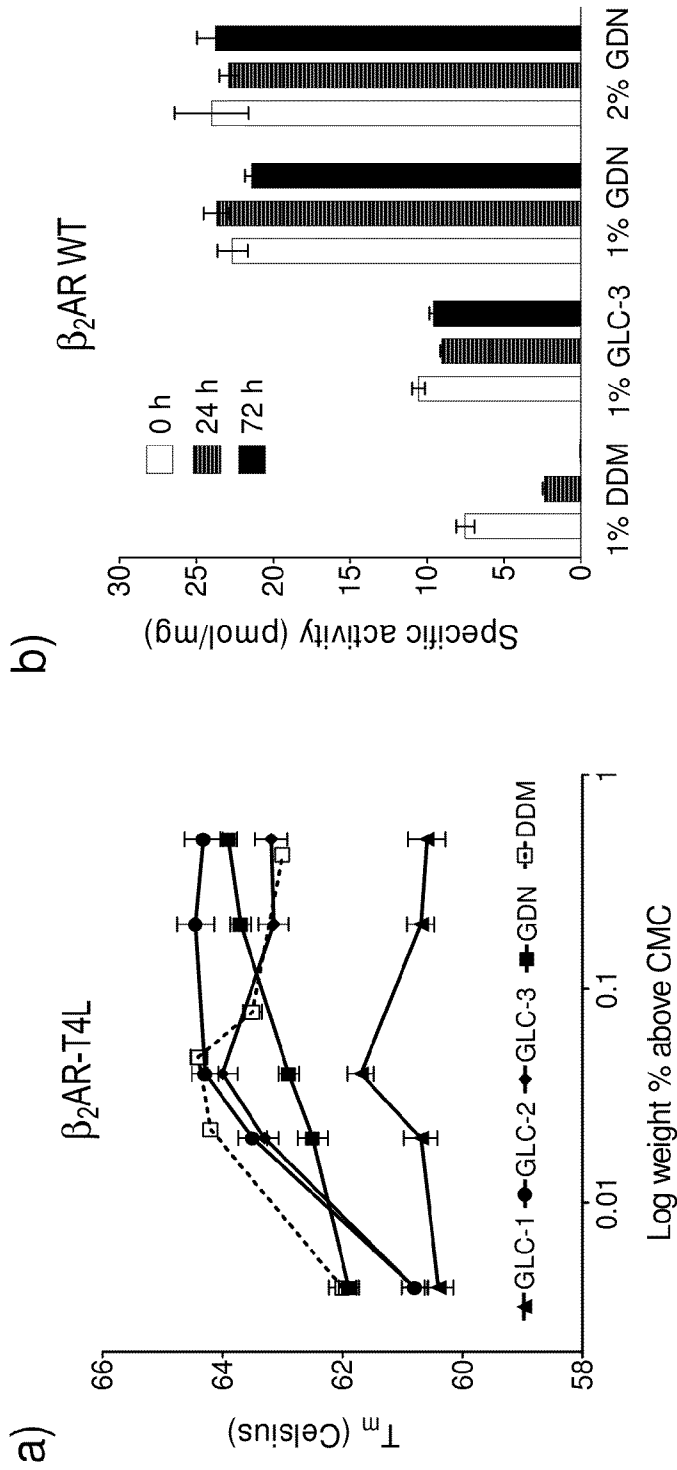 a)
β2AR-T4L
Tm (Celsius)
66
64
62
60
58
0.01
0.1
1
GLC-1 GLC-2 GLC-3 GDN DDM
Log weight % above CMC
b)
β2AR WT
Specific activity (pmol/mg)
30
25
20
15
10
5
0
0 h
24 h
72 h
1% DDM
1% GLC-3
1% GDN
2% GDN